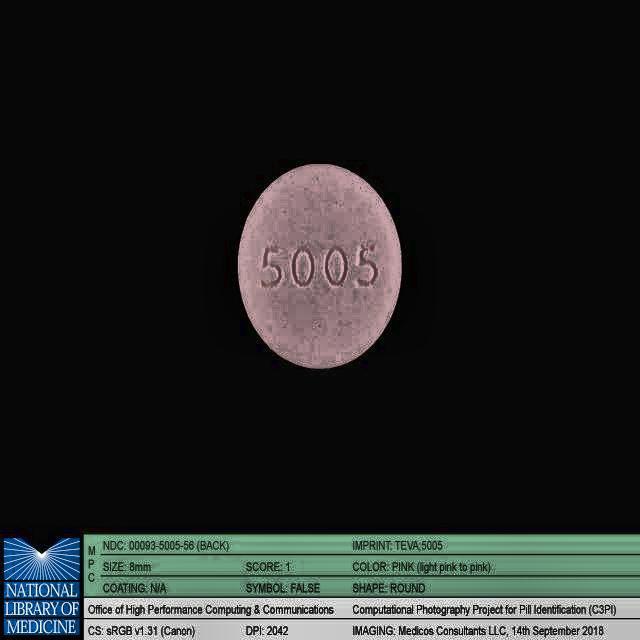 5005
NDC: 00093-5005-56 (BACK) IMPRINT: TEVA;5005
MPC
SIZE: 8mm SCORE: 1 COLOR: PINK (light pink to pink)
COATING: N/A SYMBOL: FALSE SHAPE: ROUND
NATIONAL
LIBRARY OF
MEDICINE
Office of High Performance Computing & Communications Computational Photography Project for Pill Identification (C3PI)
CS: sRGB v1.31 (Canon) DPI: 2042 IMAGING: Medicos Consultants LLC, 14th September 2018